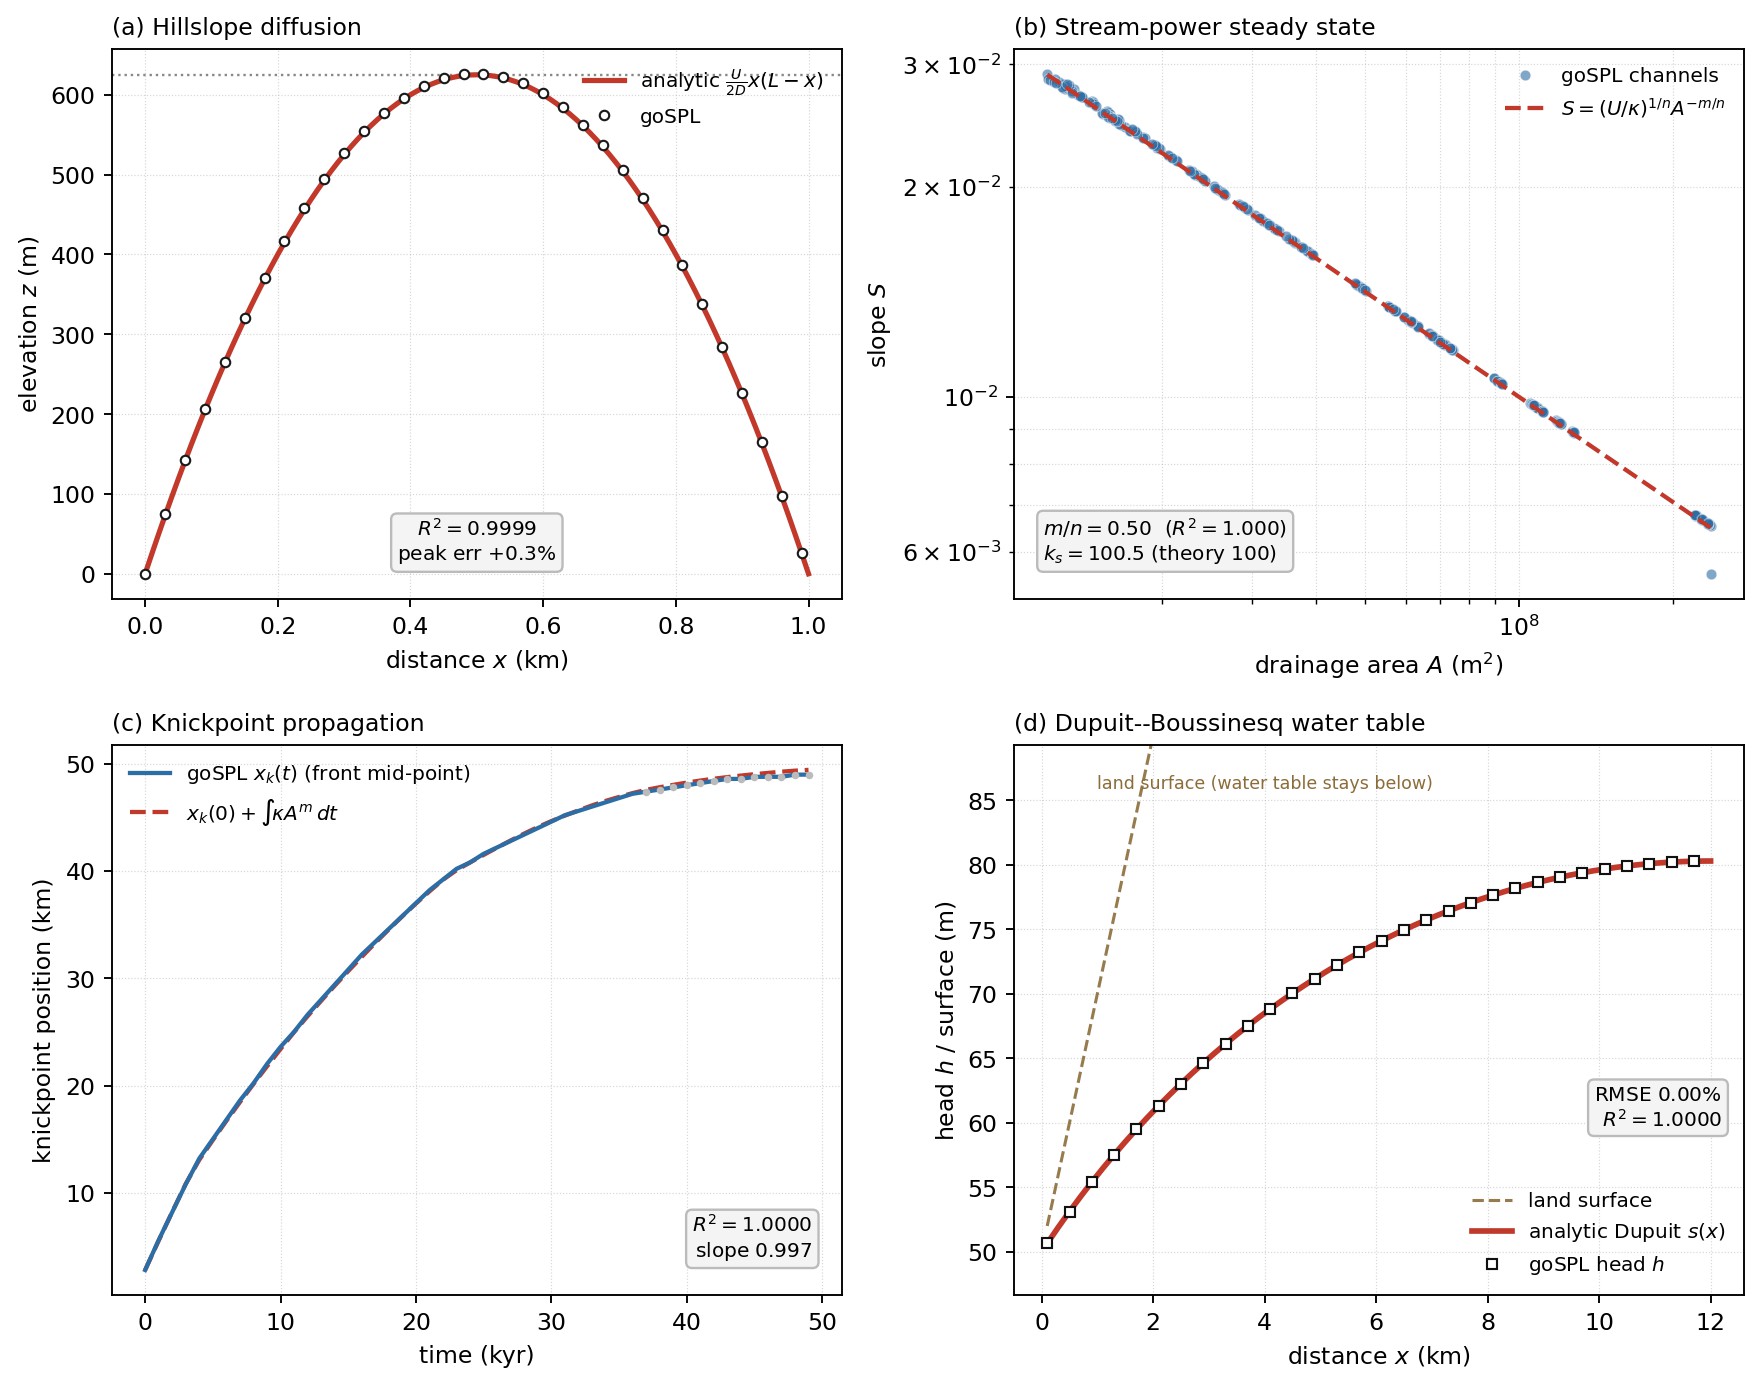 (a) Hillslope diffusion
analytic U/2D x(L − x)
goSPL
R² = 0.9999
peak err +0.3%
600
500
400
300
200
100
0
elevation z (m)
0.0 0.2 0.4 0.6 0.8 1.0
distance x (km)
(b) Stream-power steady state
goSPL channels
S = (U/κ)^{1/n}A^{−m/n}
m/n = 0.50 (R² = 1.000)
k_s = 100.5 (theory 100)
3 × 10⁻²
2 × 10⁻²
10⁻²
6 × 10⁻³
slope S
10⁸
drainage area A (m²)
(c) Knickpoint propagation
goSPL x_k(t) (front mid-point)
x_k(0) + ∫κA^m dt
R² = 1.0000
slope 0.997
50
40
30
20
10
knickpoint position (km)
0 10 20 30 40 50
time (kyr)
(d) Dupuit--Boussinesq water table
land surface (water table stays below)
RMSE 0.00%
R² = 1.0000
land surface
analytic Dupuit s(x)
goSPL head h
85
80
75
70
65
60
55
50
head h / surface (m)
0 2 4 6 8 10 12
distance x (km)